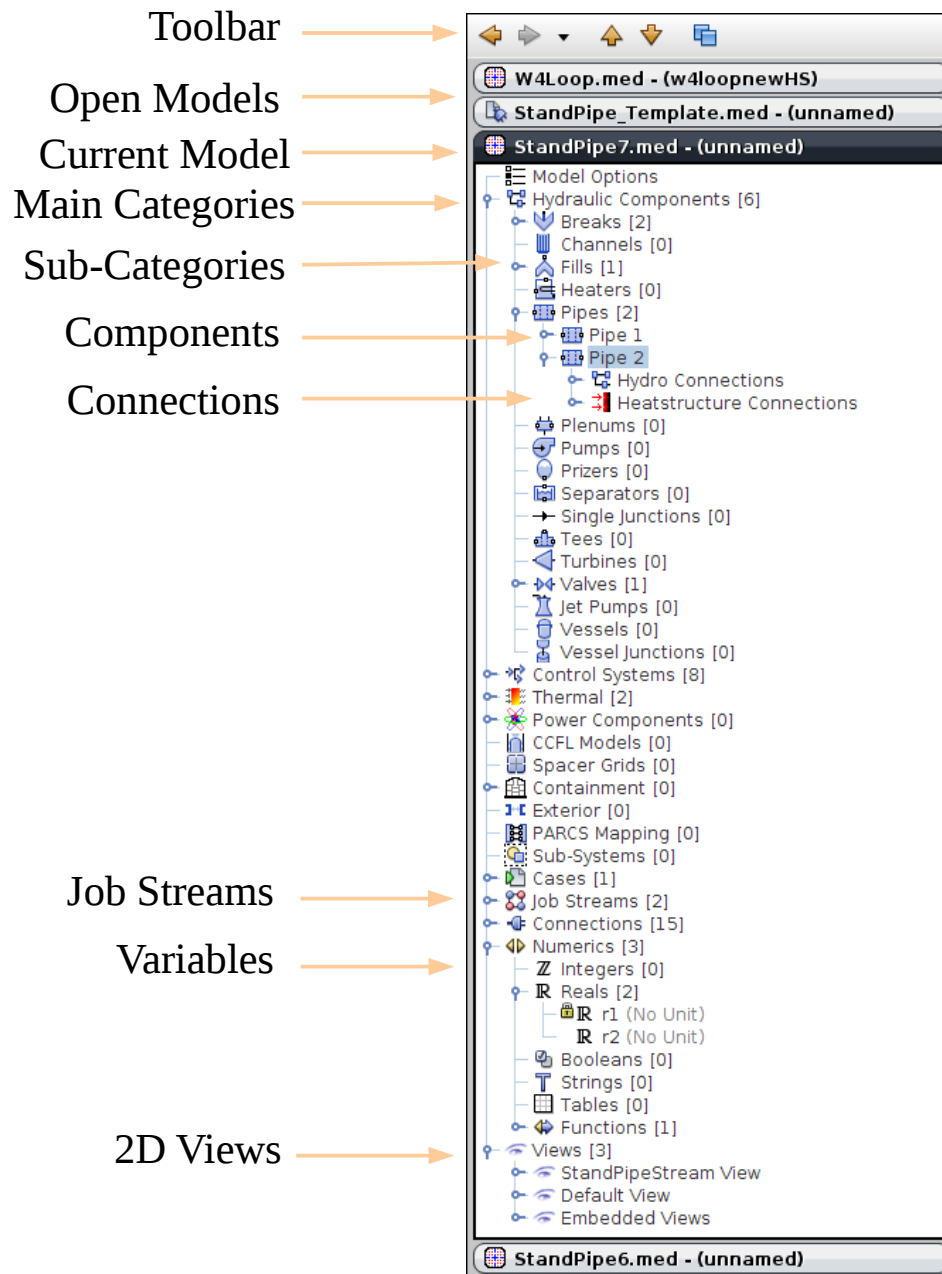 Toolbar
Open Models
Current Model
Main Categories
Sub-Categories
Components
Connections
Job Streams
Variables
2D Views
W4Loop.med - (w4loopnewHS)
StandPipe_Template.med - (unnamed)
StandPipe7.med - (unnamed)
Model Options
Hydraulic Components [6]
Breaks [2]
Channels [0]
Fills [1]
Heaters [0]
Pipes [2]
Pipe 1
Pipe 2
Hydro Connections
Heatstructure Connections
Plenums [0]
Pumps [0]
Prizers [0]
Separators [0]
Single Junctions [0]
Tees [0]
Turbines [0]
Valves [1]
Jet Pumps [0]
Vessels [0]
Vessel Junctions [0]
Control Systems [8]
Thermal [2]
Power Components [0]
CCFL Models [0]
Spacer Grids [0]
Containment [0]
Exterior [0]
PARCS Mapping [0]
Sub-Systems [0]
Cases [1]
Job Streams [2]
Connections [15]
Numerics [3]
ℤ Integers [0]
ℝ Reals [2]
ℝ r1 (No Unit)
ℝ r2 (No Unit)
Booleans [0]
Strings [0]
Tables [0]
Functions [1]
Views [3]
StandPipeStream View
Default View
Embedded Views
StandPipe6.med - (unnamed)